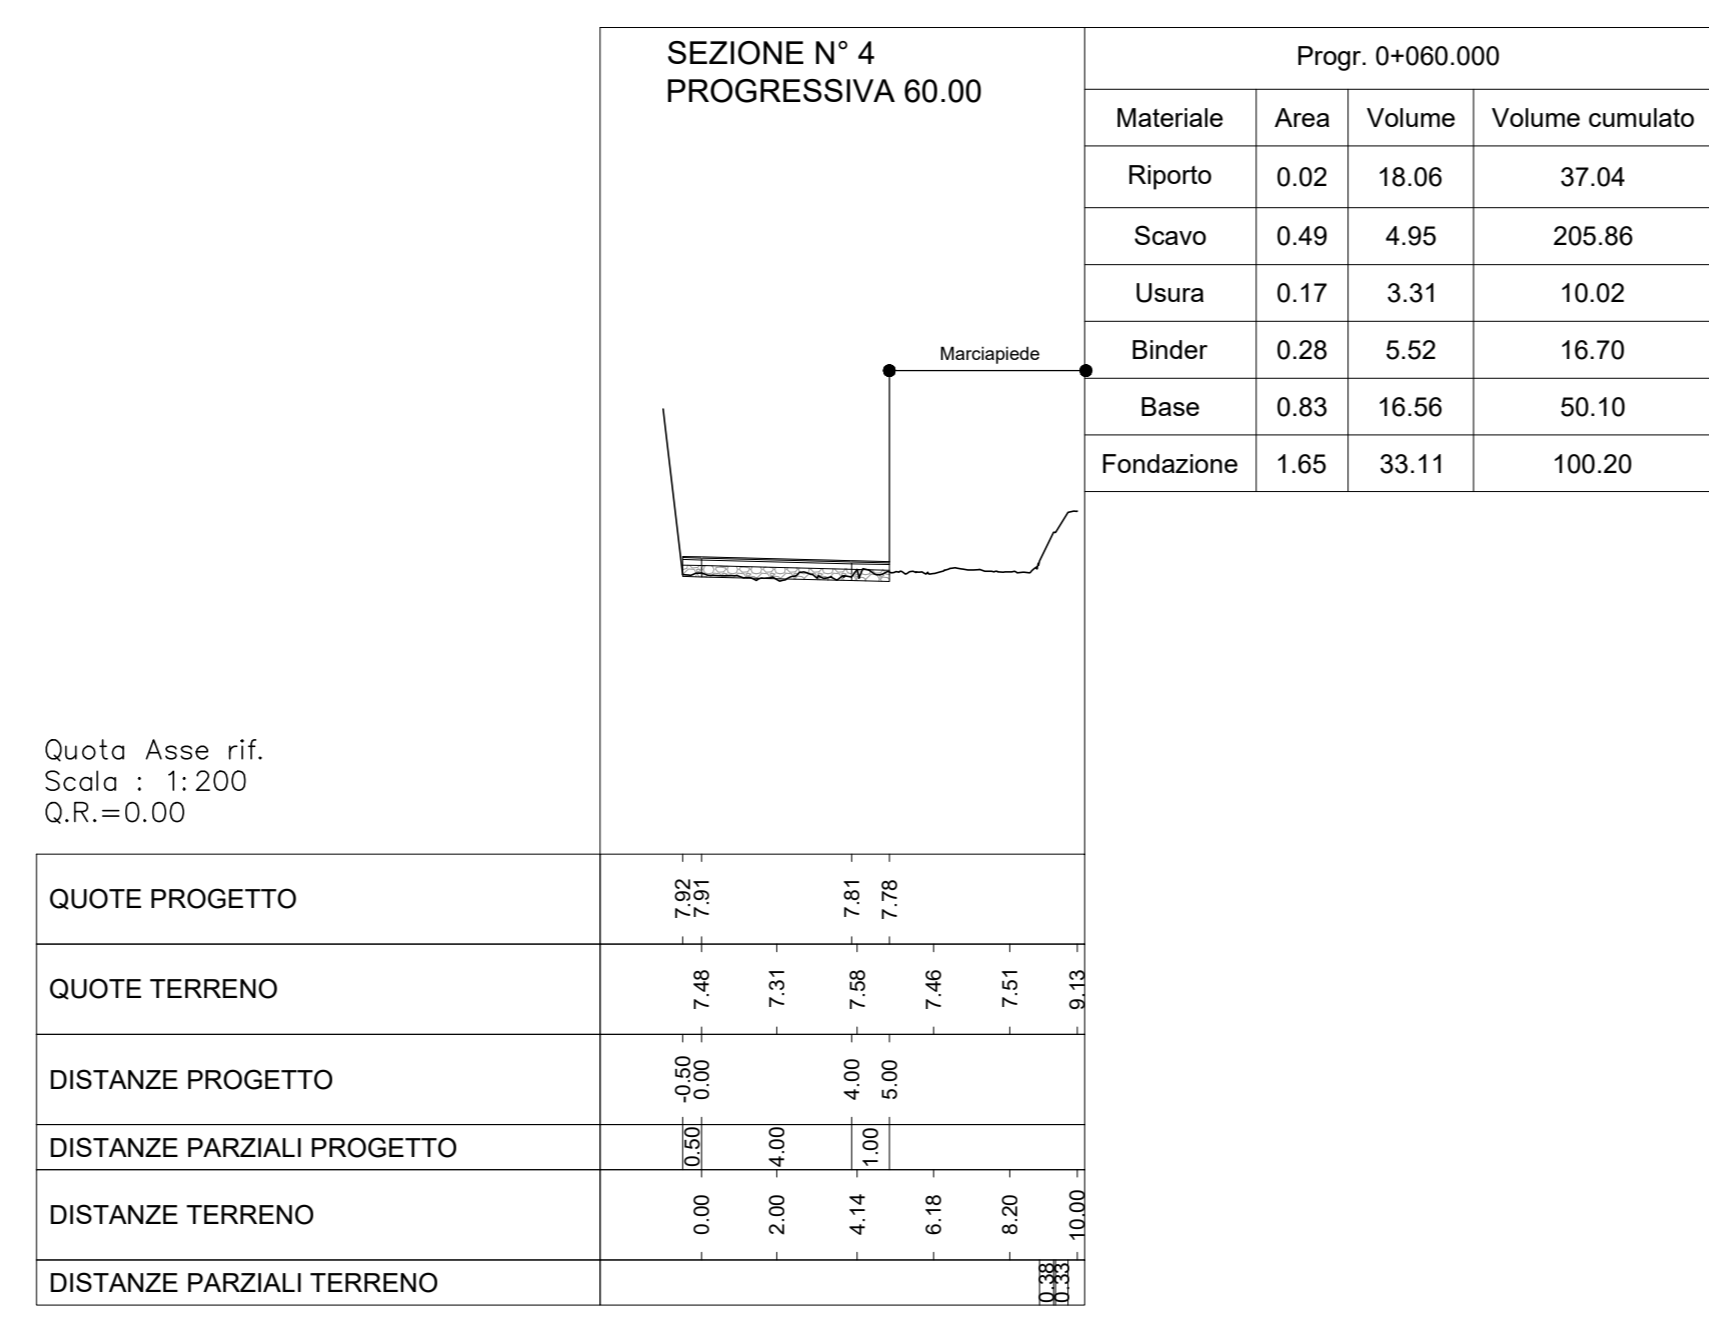 SEZIONE N° 4
PROGRESSIVA 60.00
Progr. 0+060.000
Materiale Area Volume Volume cumulato
Riporto 0.02 18.06 37.04
Scavo 0.49 4.95 205.86
Usura 0.17 3.31 10.02
Binder 0.28 5.52 16.70
Base 0.83 16.56 50.10
Fondazione 1.65 33.11 100.20
Marciapiede
Quota Asse rif.
Scala : 1:200
Q.R.=0.00
QUOTE PROGETTO 7.92 7.91 7.81 7.78
QUOTE TERRENO 7.48 7.31 7.58 7.46 7.51 9.13
DISTANZE PROGETTO -0.50 0.00 4.00 5.00
DISTANZE PARZIALI PROGETTO 0.50 4.00 1.00
DISTANZE TERRENO 0.00 2.00 4.14 6.18 8.20 10.00
DISTANZE PARZIALI TERRENO 0.38 0.33